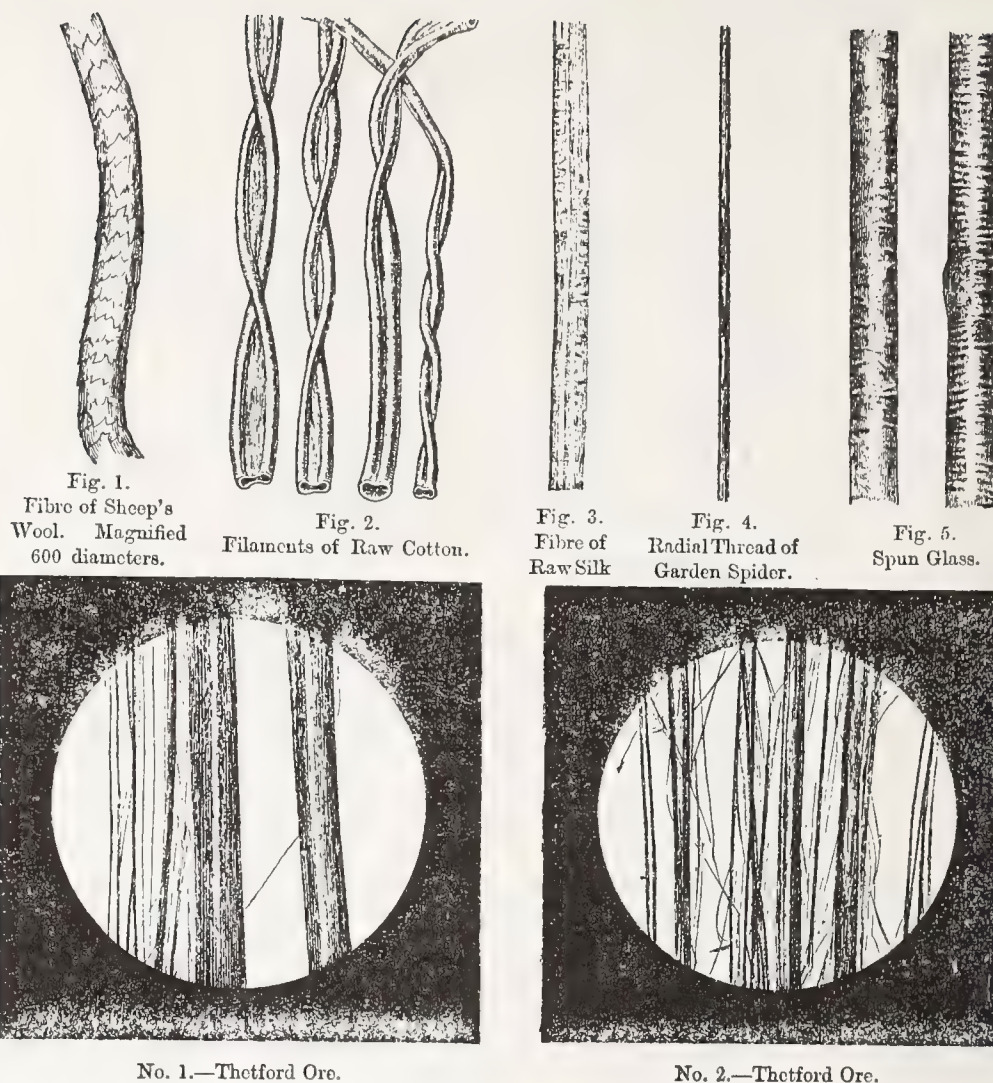 Fig. 1.
Fibre of Sheep's
Wool. Magnified
600 diameters.
Fig. 2.
Filaments of Raw Cotton.
Fig. 3.
Fibre of
Raw Silk
Fig. 4.
Radial Thread of
Garden Spider.
Fig. 5.
Spun Glass.
No. 1.—Thetford Ore.
No. 2.—Thetford Ore.